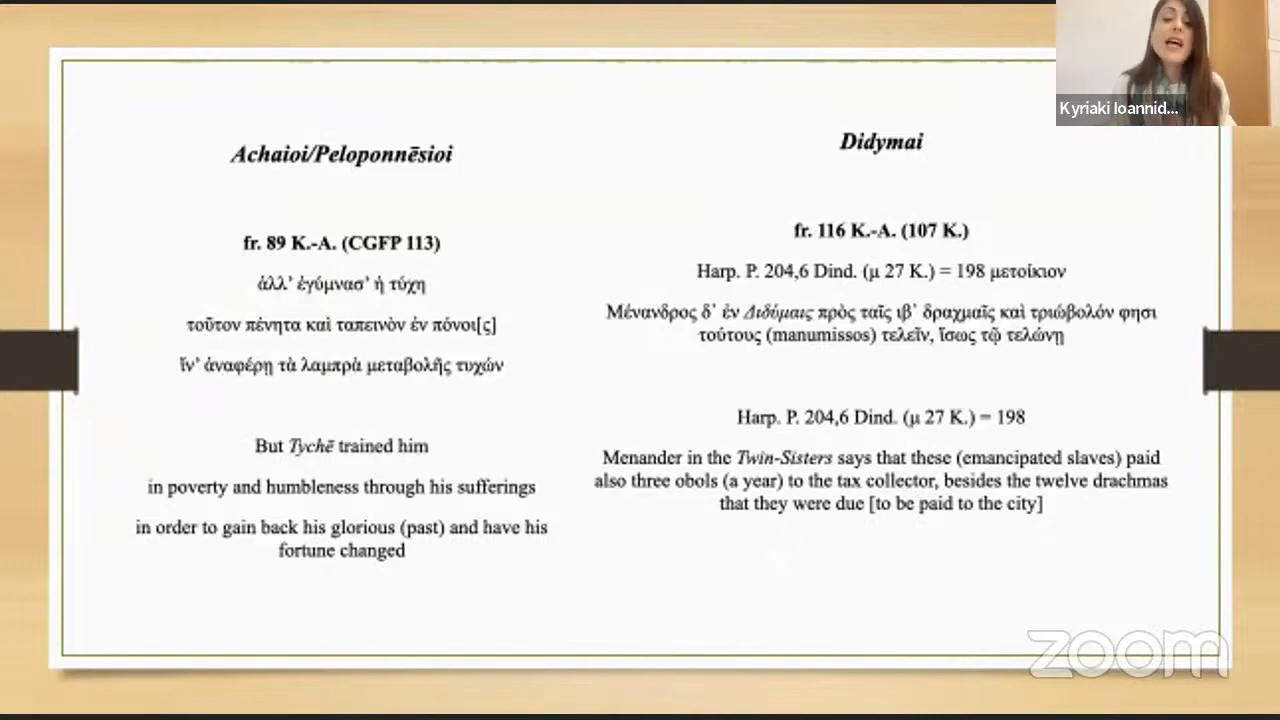 Kyriaki Ioannid...
Achaioi/Peloponnēsioi
fr. 89 K.-A. (CGFP 113)
ἀλλ’ ἐγύμνασ’ ἡ τύχη
τοῦτον πένητα καὶ ταπεινὸν ἐν πόνοι[ς]
ἵν’ ἀναφέρῃ τὰ λαμπρὰ μεταβολῆς τυχών
But Tychē trained him
in poverty and humbleness through his sufferings
in order to gain back his glorious (past) and have his
fortune changed
Didymai
fr. 116 K.-A. (107 K.)
Harp. P. 204,6 Dind. (μ 27 K.) = 198 μετοίκιον
Μένανδρος δ’ ἐν Διδύμαις πρὸς ταῖς ιβ’ δραχμαῖς καὶ τριώβολόν φησι
τούτους (manumissos) τελεῖν, ἴσως τῷ τελώνῃ
Harp. P. 204,6 Dind. (μ 27 K.) = 198
Menander in the Twin-Sisters says that these (emancipated slaves) paid
also three obols (a year) to the tax collector, besides the twelve drachmas
that they were due [to be paid to the city]
zoom